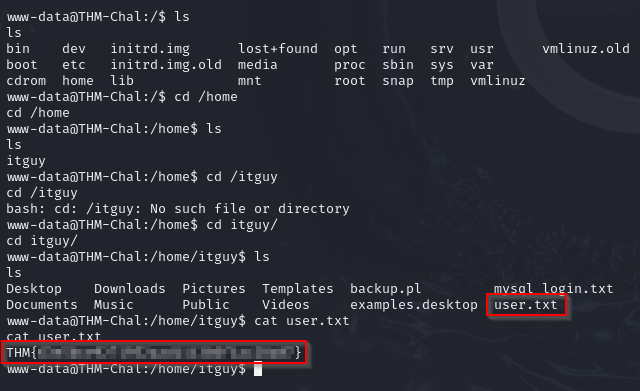 www-data@THM-Chal:/$ ls
ls
bin    dev   initrd.img      lost+found  opt   run   srv  usr      vmlinuz.old
boot   etc   initrd.img.old  media       proc  sbin  sys  var
cdrom  home  lib             mnt         root  snap  tmp  vmlinuz
www-data@THM-Chal:/$ cd /home
cd /home
www-data@THM-Chal:/home$ ls
ls
itguy
www-data@THM-Chal:/home$ cd /itguy
cd /itguy
bash: cd: /itguy: No such file or directory
www-data@THM-Chal:/home$ cd itguy/
cd itguy/
www-data@THM-Chal:/home/itguy$ ls
ls
Desktop    Downloads  Pictures  Templates  backup.pl         mysql_login.txt
Documents  Music      Public    Videos     examples.desktop  user.txt
www-data@THM-Chal:/home/itguy$ cat user.txt
cat user.txt
THM{ }
www-data@THM-Chal:/home/itguy$